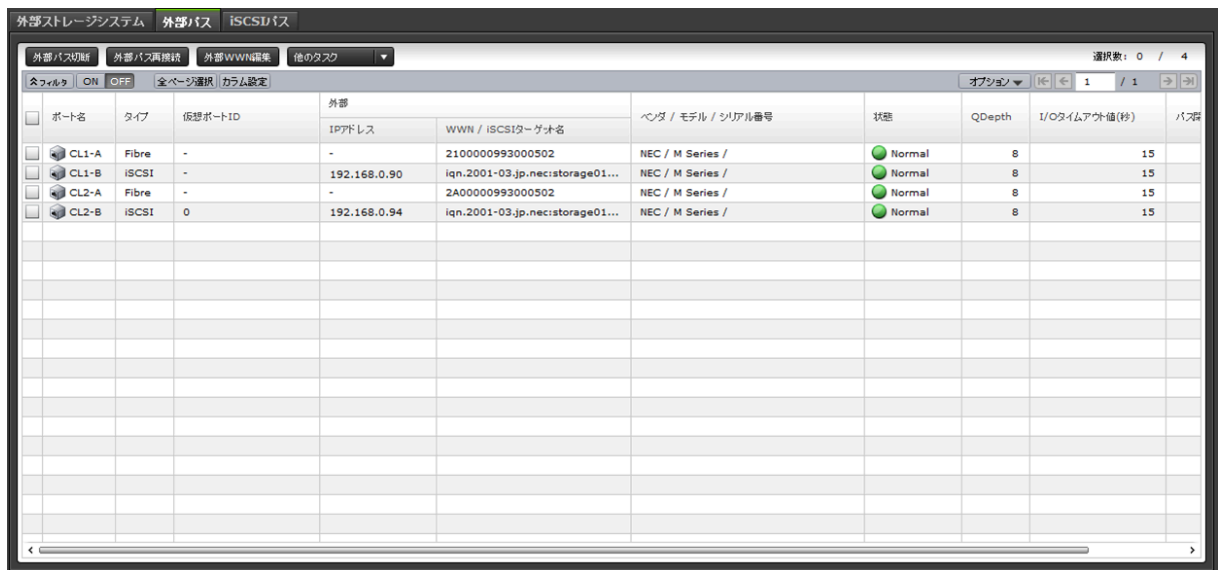 外部ストレージシステム 外部パス iSCSIパス
外部パス切断 外部パス再接続 外部WWN編集 他のタスク 選択数: 0 / 4
フィルタ ON OFF 全ページ選択 カラム設定 オプション 1 / 1
ポート名 タイプ 仮想ポートID 外部 ベンダ / モデル / シリアル番号 状態 QDepth I/Oタイムアウト値(秒)
IPアドレス WWN / iSCSIターゲット名
CL1-A Fibre - - 2100000993000502 NEC / M Series / Normal 8 15
CL1-B iSCSI - 192.168.0.90 iqn.2001-03.jp.nec:storage01... NEC / M Series / Normal 8 15
CL2-A Fibre - - 2A00000993000502 NEC / M Series / Normal 8 15
CL2-B iSCSI 0 192.168.0.94 iqn.2001-03.jp.nec:storage01... NEC / M Series / Normal 8 15